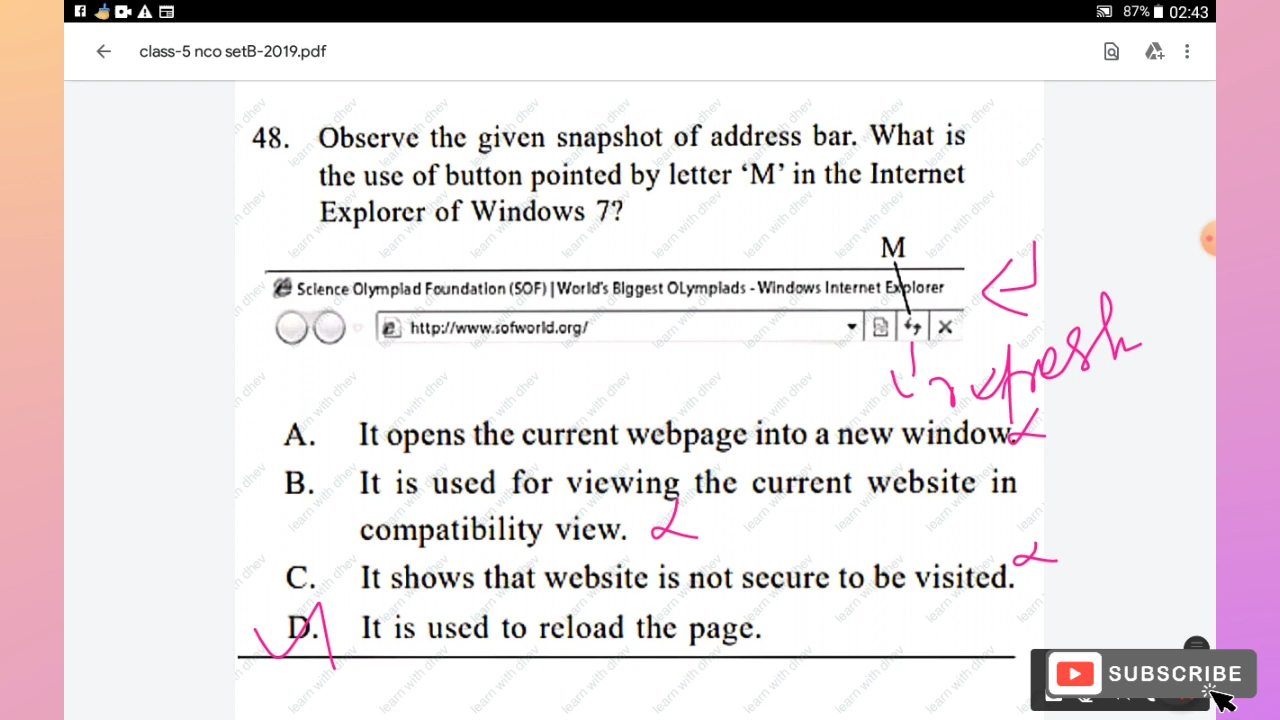 87% 02:43
class-5 nco setB-2019.pdf
48. Observe the given snapshot of address bar. What is
the use of button pointed by letter ‘M’ in the Internet
Explorer of Windows 7?
M
Science Olympiad Foundation (SOF) | World's Biggest OLympiads - Windows Internet Explorer
http://www.sofworld.org/
refresh
A. It opens the current webpage into a new window.
B. It is used for viewing the current website in
compatibility view.
C. It shows that website is not secure to be visited.
D. It is used to reload the page.
SUBSCRIBE
learn with dhev